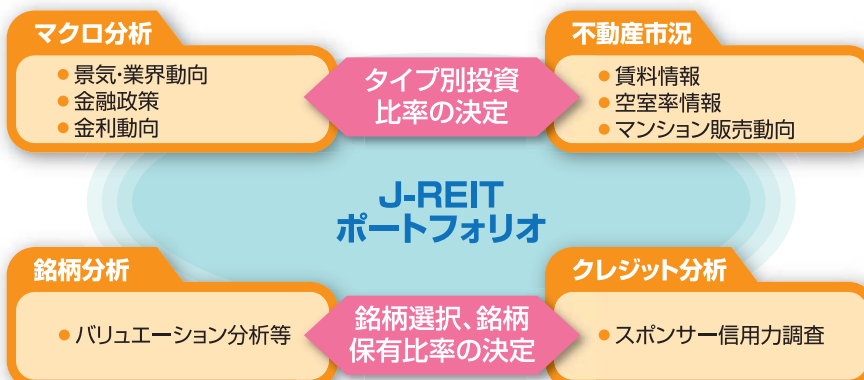 マクロ分析
● 景気・業界動向
● 金融政策
● 金利動向
タイプ別投資
比率の決定
不動産市況
● 賃料情報
● 空室率情報
● マンション販売動向
J-REIT
ポートフォリオ
銘柄分析
● バリュエーション分析等
銘柄選択、銘柄
保有比率の決定
クレジット分析
● スポンサー信用力調査